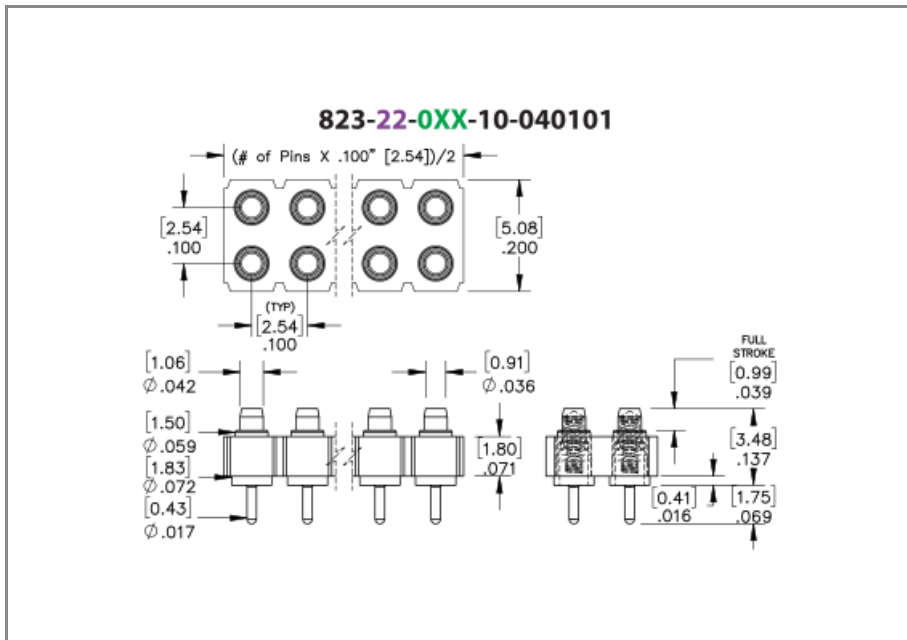 823-22-0XX-10-040101
(# of Pins X .100" [2.54])/2
[2.54]
.100
[5.08]
.200
(TYP)
[2.54]
.100
[1.06]
Ø.042
[0.91]
Ø.036
FULL
STROKE
[0.99]
.039
[1.50]
Ø.059
[1.80]
.071
[3.48]
.137
[1.83]
Ø.072
[0.41]
.016
[1.75]
.069
[0.43]
Ø.017